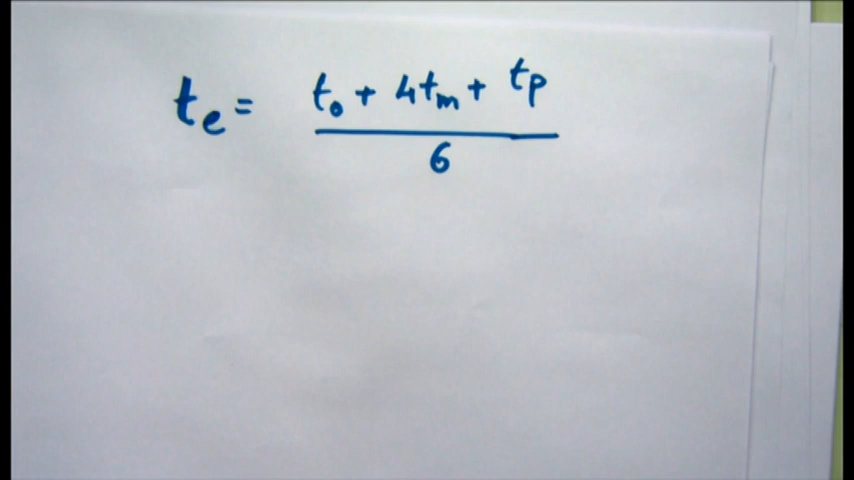 te = to + 4tm + tp
6